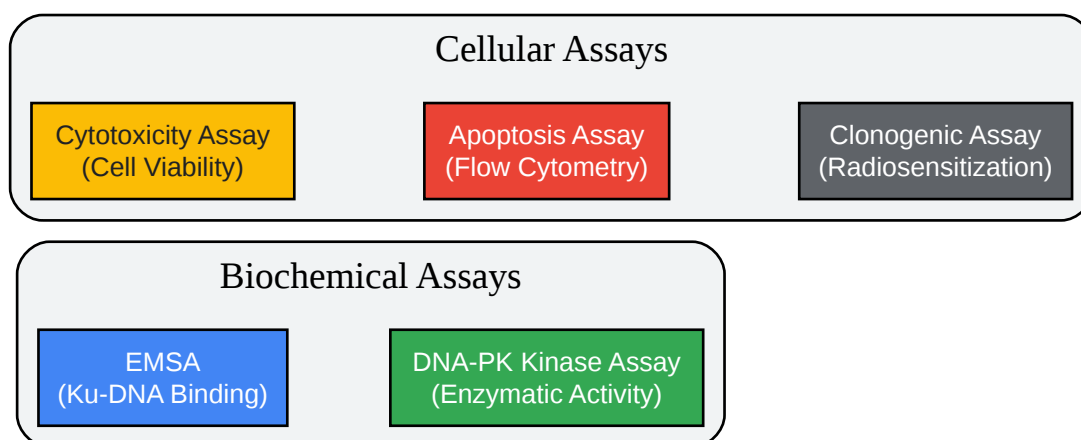 Cellular Assays
Cytotoxicity Assay
(Cell Viability)
Apoptosis Assay
(Flow Cytometry)
Clonogenic Assay
(Radiosensitization)
Biochemical Assays
EMSA
(Ku-DNA Binding)
DNA-PK Kinase Assay
(Enzymatic Activity)